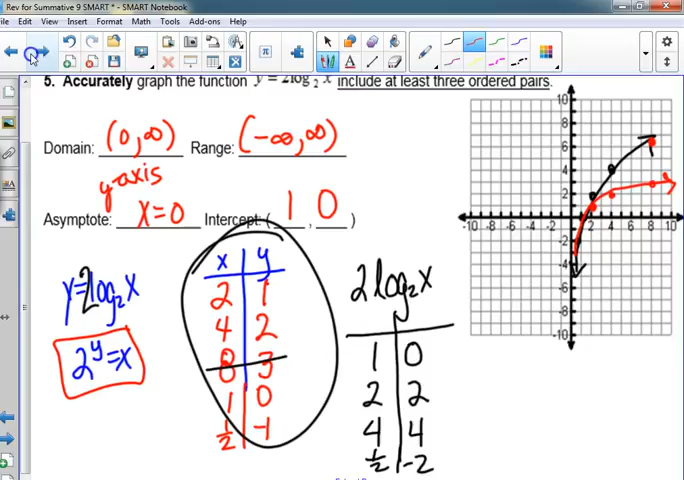 Rev for Summative 9 SMART * - SMART Notebook
Edit View Insert Format Tools Add-ons Help
5. Accurately graph the function y = 2log₂ x include at least three ordered pairs.
Domain: (0, ∞) Range: (-∞, ∞)
y-axis
Asymptote: x=0 Intercept: ( 1 , 0 )
y=2log₂x
2^y = x
x y
2 1
4 2
8 3
1 0
1/2 -1
2log₂x
1 0
2 2
4 4
1/2 -2
10
8
6
4
2
-10 -8 -6 -4 -2 0 2 4 6 8 10
-2
-4
-6
-8
-10